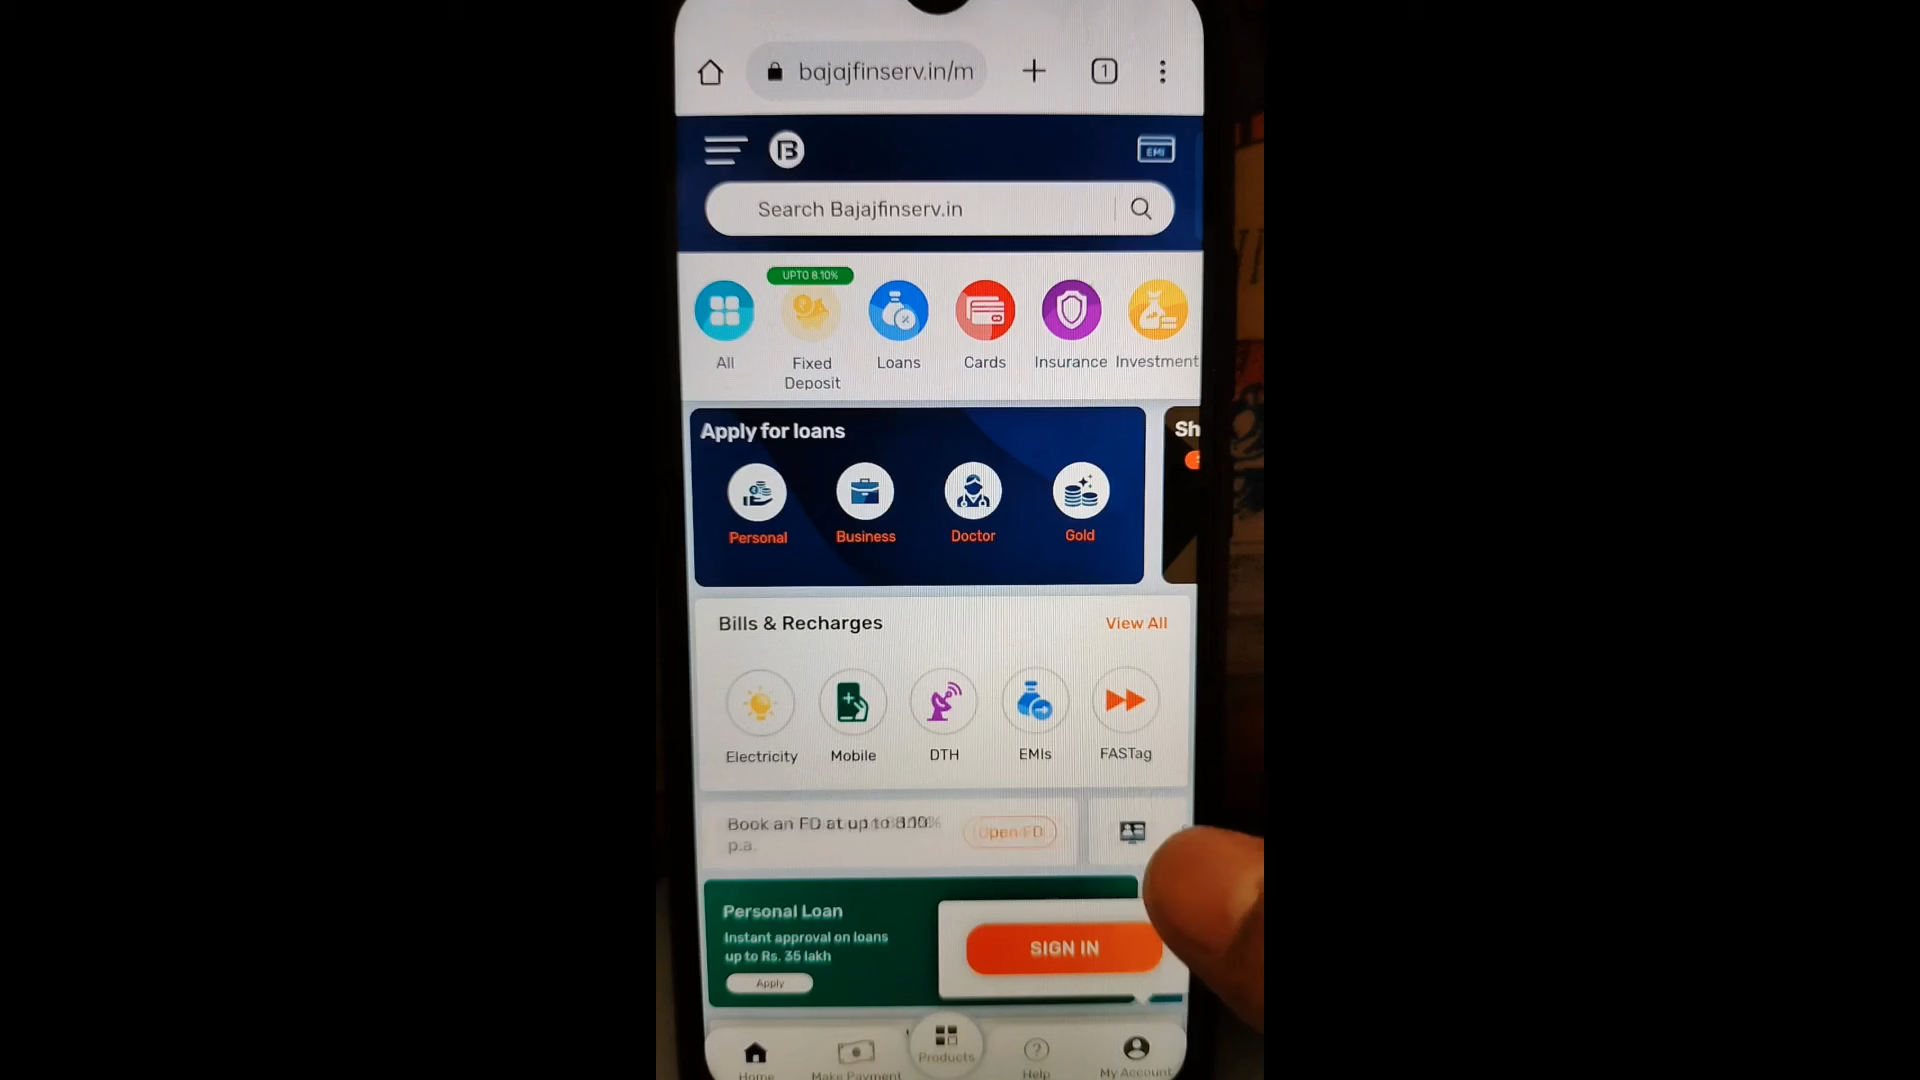 bajajfinserv.in/m
1
B
EMI
Search Bajajfinserv.in
UPTO 8.10%
All
Fixed
Deposit
Loans
Cards
Insurance
Investment
Apply for loans
Sh
Personal
Business
Doctor
Gold
Bills & Recharges
View All
Electricity
Mobile
DTH
EMIs
FASTag
Book an FD at up to
p.a.
Open FD
Personal Loan
Instant approval on loans
up to Rs. 35 lakh
Apply
SIGN IN
Home
Make Payment
Products
Help
My Account